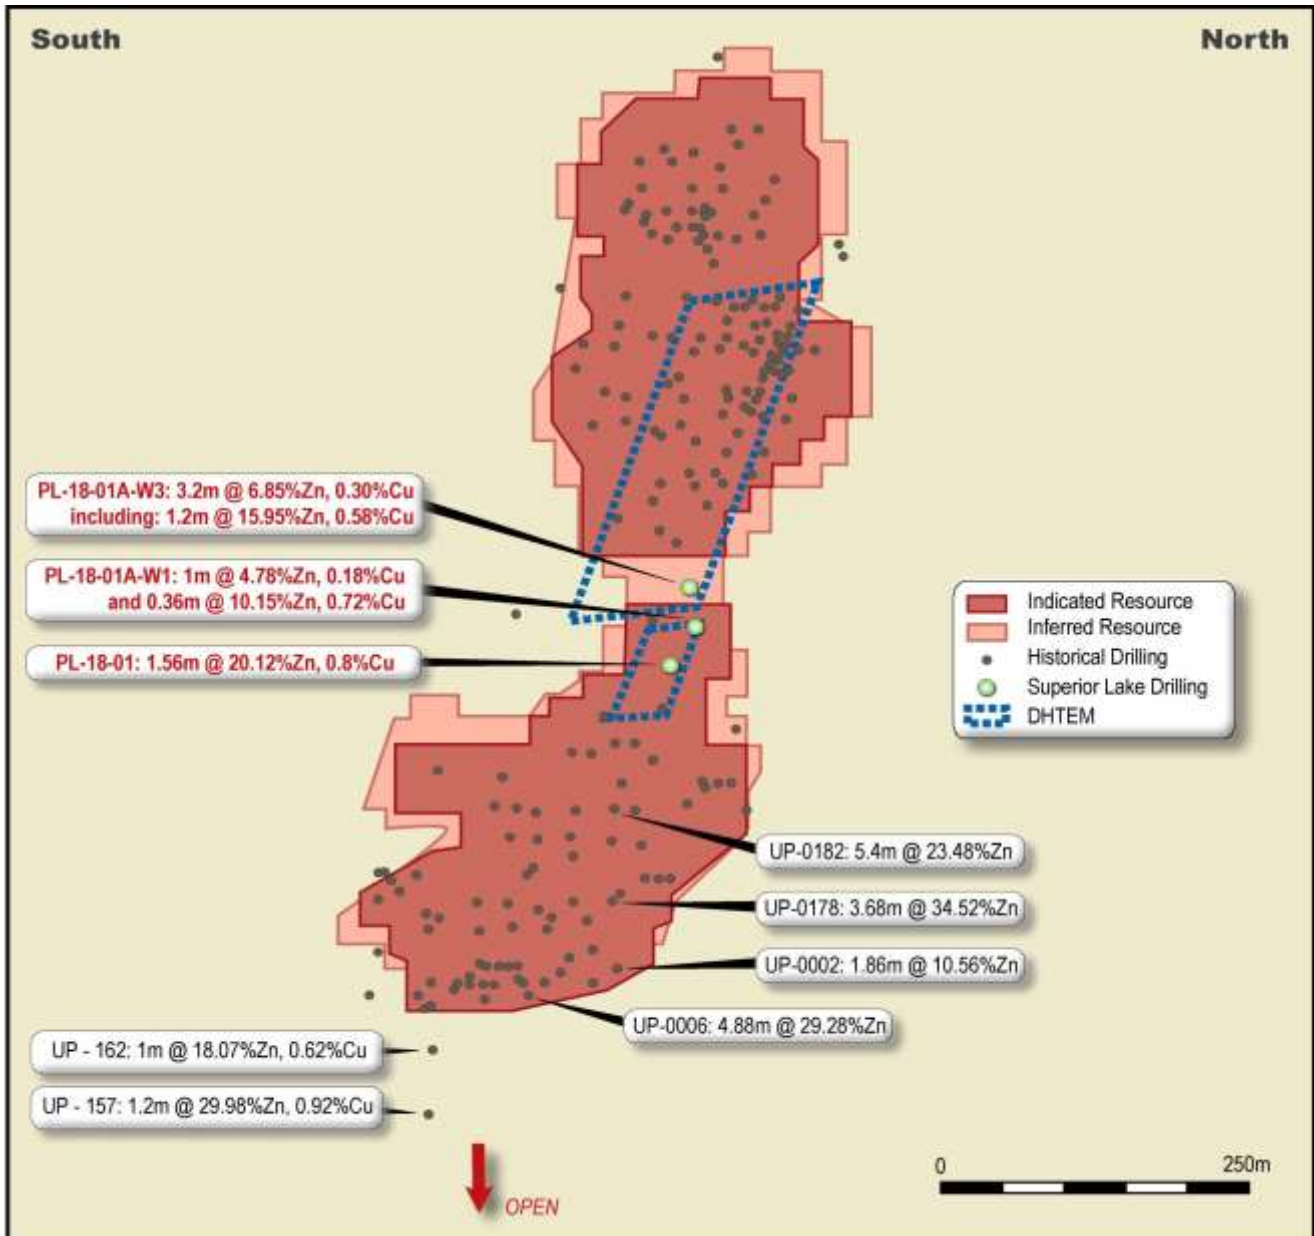 South
North
PL-18-01A-W3: 3.2m @ 6.85%Zn, 0.30%Cu
including: 1.2m @ 15.95%Zn, 0.58%Cu
PL-18-01A-W1: 1m @ 4.78%Zn, 0.18%Cu
and 0.36m @ 10.15%Zn, 0.72%Cu
PL-18-01: 1.56m @ 20.12%Zn, 0.8%Cu
Indicated Resource
Inferred Resource
Historical Drilling
Superior Lake Drilling
DHTEM
UP-0182: 5.4m @ 23.48%Zn
UP-0178: 3.68m @ 34.52%Zn
UP-0002: 1.86m @ 10.56%Zn
UP-0006: 4.88m @ 29.28%Zn
UP - 162: 1m @ 18.07%Zn, 0.62%Cu
UP - 157: 1.2m @ 29.98%Zn, 0.92%Cu
OPEN
0
250m